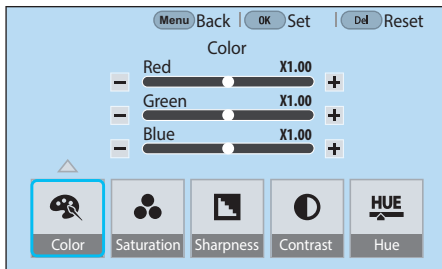 Menu Back | OK Set | Del Reset
Color
Red X1.00
Green X1.00
Blue X1.00
HUE
Color Saturation Sharpness Contrast Hue